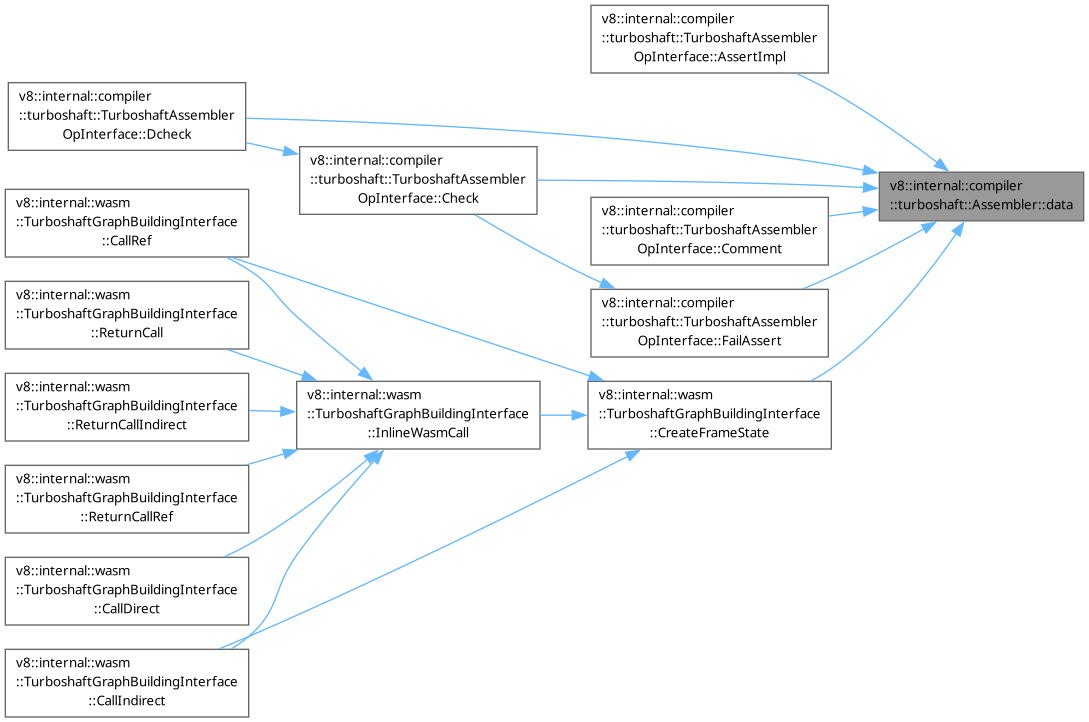 v8::internal::compiler
::turboshaft::TurboshaftAssembler
OpInterface::AssertImpl
v8::internal::compiler
::turboshaft::TurboshaftAssembler
OpInterface::Dcheck
v8::internal::compiler
::turboshaft::TurboshaftAssembler
OpInterface::Check
v8::internal::compiler
::turboshaft::Assembler::data
v8::internal::wasm
::TurboshaftGraphBuildingInterface
::CallRef
v8::internal::compiler
::turboshaft::TurboshaftAssembler
OpInterface::Comment
v8::internal::wasm
::TurboshaftGraphBuildingInterface
::ReturnCall
v8::internal::compiler
::turboshaft::TurboshaftAssembler
OpInterface::FailAssert
v8::internal::wasm
::TurboshaftGraphBuildingInterface
::ReturnCallIndirect
v8::internal::wasm
::TurboshaftGraphBuildingInterface
::InlineWasmCall
v8::internal::wasm
::TurboshaftGraphBuildingInterface
::CreateFrameState
v8::internal::wasm
::TurboshaftGraphBuildingInterface
::ReturnCallRef
v8::internal::wasm
::TurboshaftGraphBuildingInterface
::CallDirect
v8::internal::wasm
::TurboshaftGraphBuildingInterface
::CallIndirect